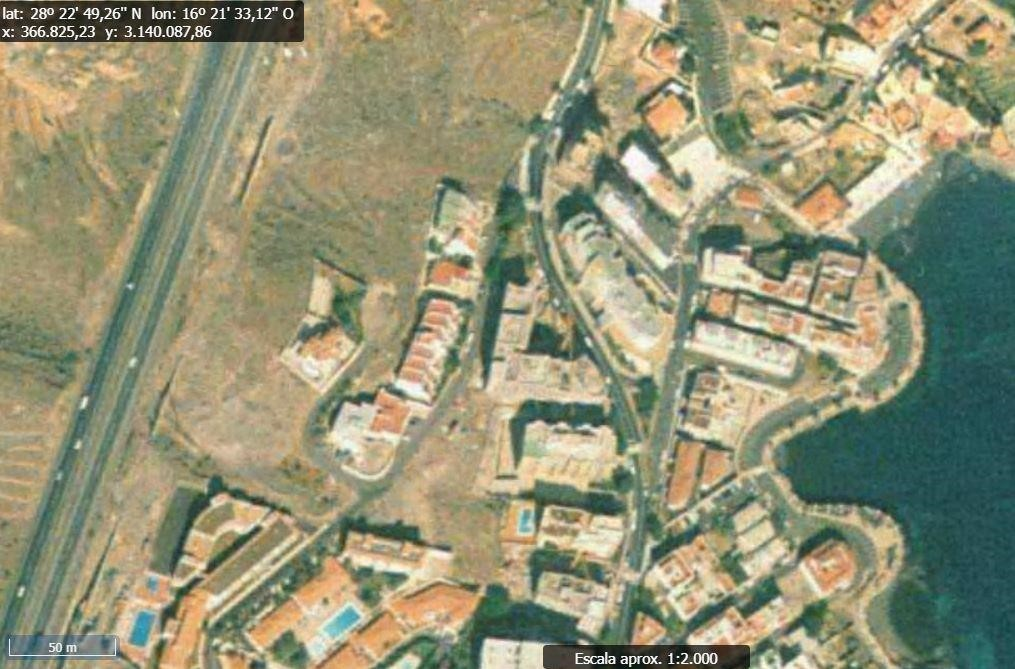 lat: 28º 22' 49,26" N lon: 16º 21' 33,12" O
x: 366.825,23 y: 3.140.087,86
50 m
Escala aprox. 1:2.000